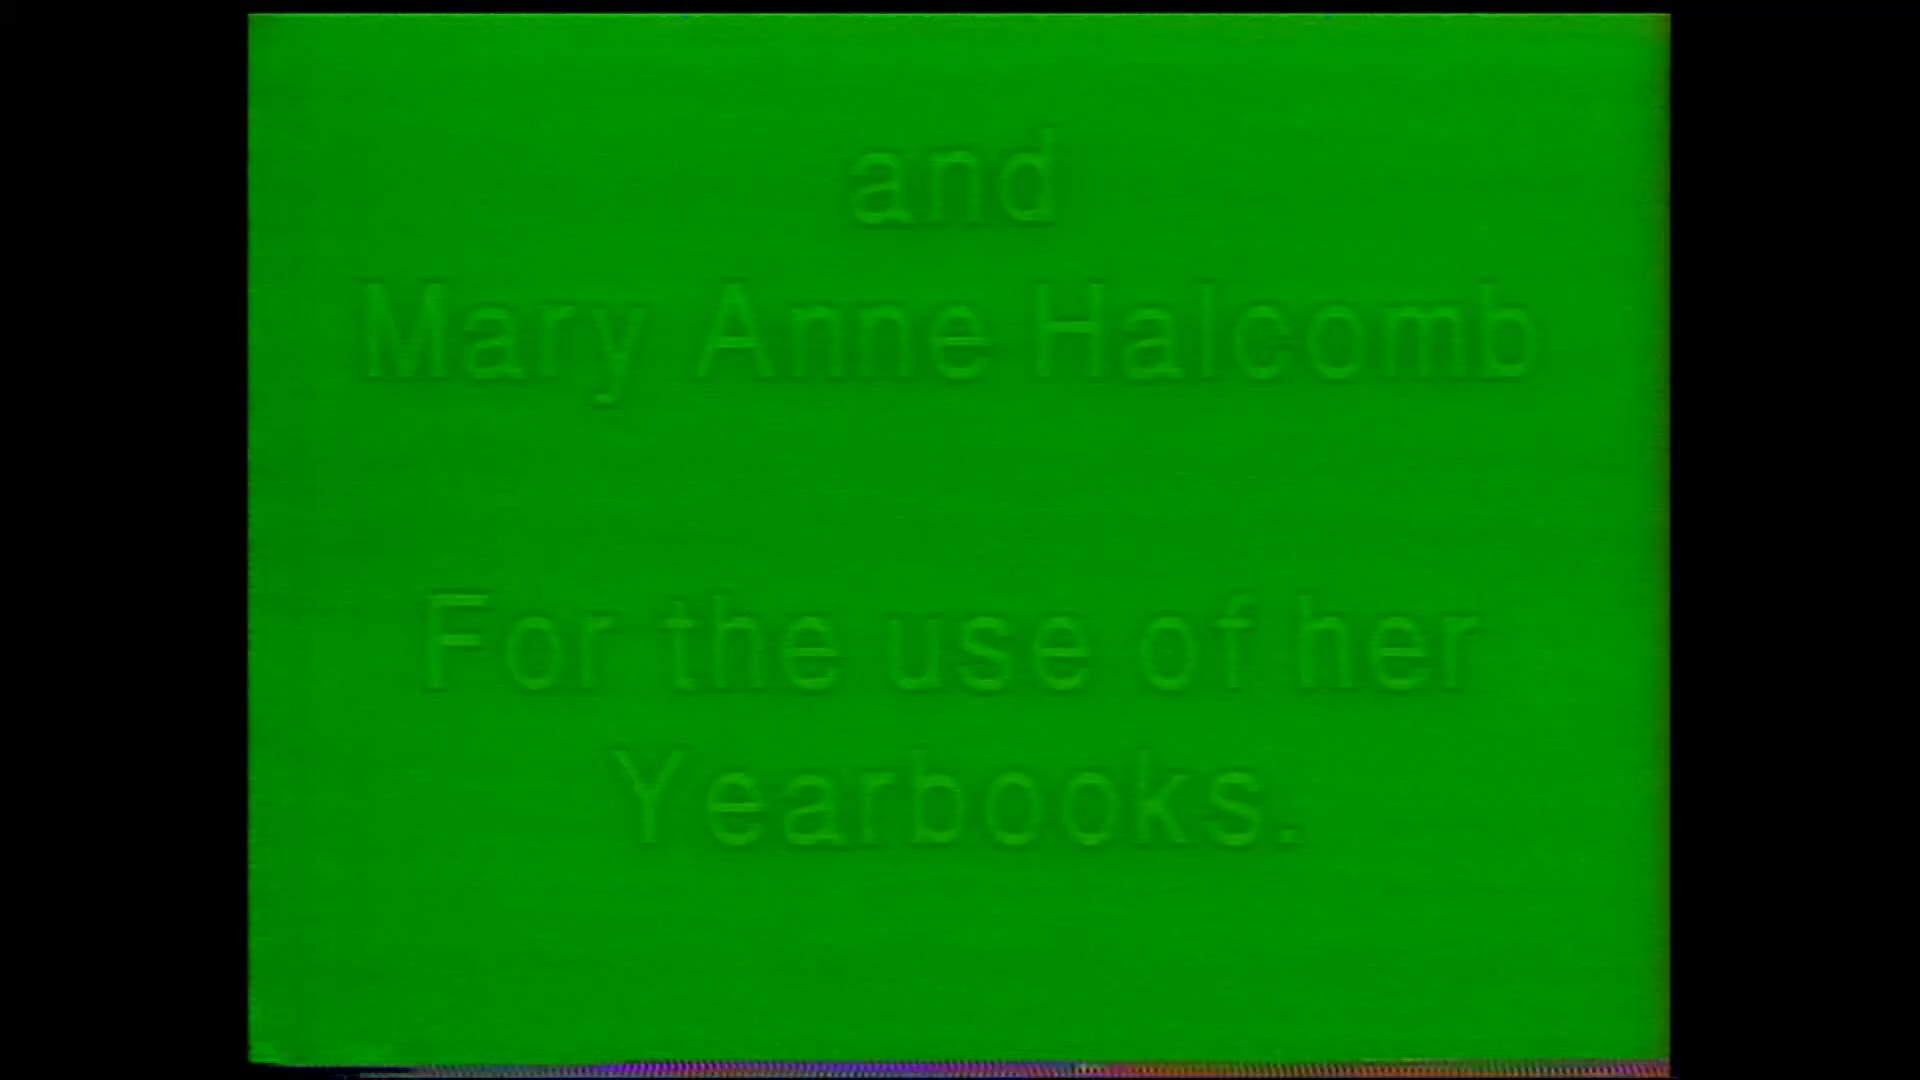 and
Mary Anne Halcomb
For the use of her
Yearbooks.